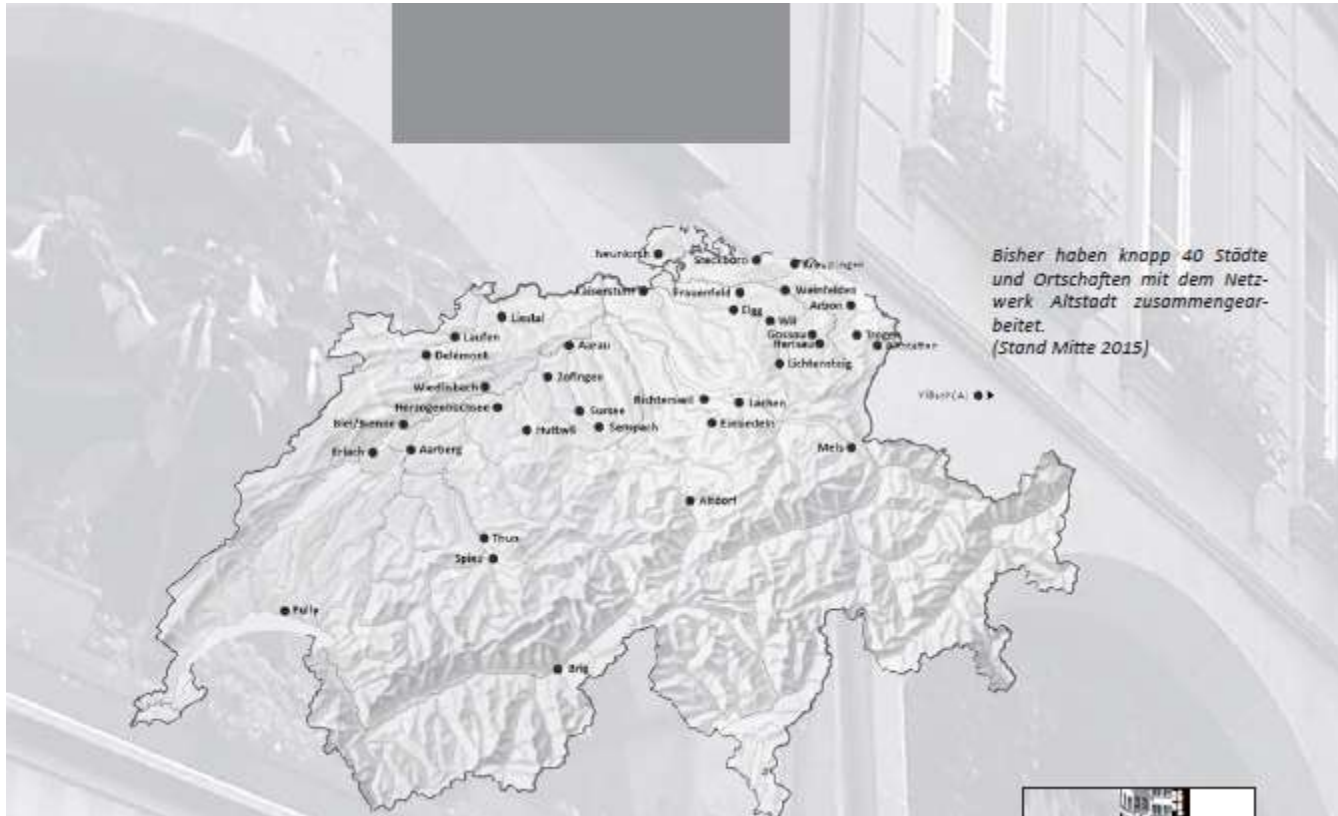 Neunkirch
Steckborn
Kreuzlingen
Kaiserstuhl
Frauenfeld
Weinfelden
Arbon
Elgg
Wil
Liestal
Gossau
Trogen
Herisau
Altstätten
Laufen
Aarau
Delémont
Lichtensteig
Zofingen
Wiedlisbach
Richterswil
Lachen
Herzogenbuchsee
Sursee
Biel/Bienne
Huttwil
Sempach
Einsiedeln
Erlach
Aarberg
Mels
Altdorf
Thun
Spiez
Pully
Brig
Bisher haben knapp 40 Städte
und Ortschaften mit dem Netz-
werk Altstadt zusammengear-
beitet.
(Stand Mitte 2015)